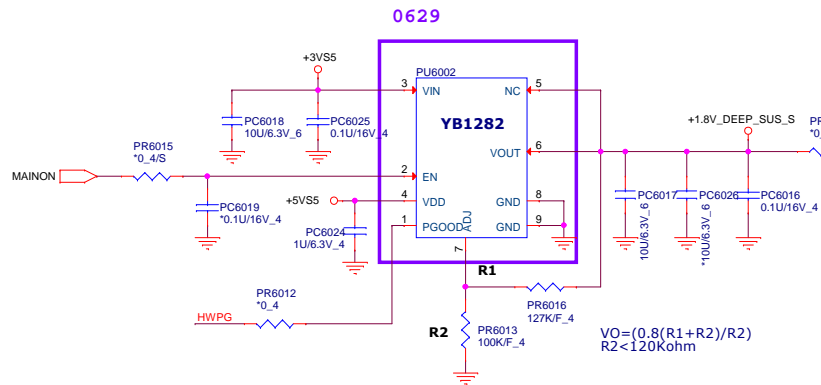 0629
+3VS5
PU6002
3
VIN
NC
5
PC6018
10U/6.3V_6
PC6025
0.1U/16V_4
YB1282
+1.8V_DEEP_SUS_S
PR
VOUT
6
PR6015
*0_4/S
MAINON
2
EN
PC6019
*0.1U/16V_4
+5VS5
4
VDD
GND
8
PC6017
10U/6.3V_6
PC6026
*10U/6.3V_6
PC6016
0.1U/16V_4
1
PGOOD
ADJ
GND
9
PC6024
1U/6.3V_4
7
R1
PR6012
*0_4
HWPG
PR6016
127K/F_4
R2
PR6013
100K/F_4
VO=(0.8(R1+R2)/R2)
R2<120Kohm